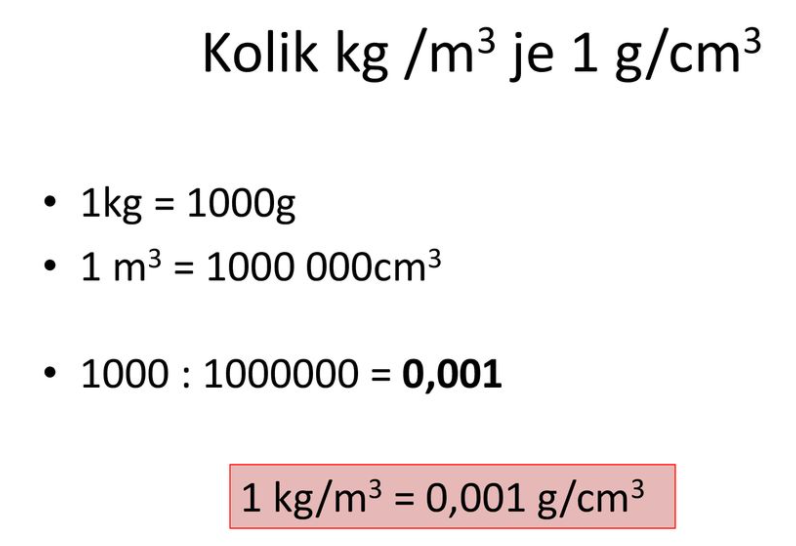 Kolik kg /m³ je 1 g/cm³
• 1kg = 1000g
• 1 m³ = 1000 000cm³
• 1000 : 1000000 = 0,001
1 kg/m³ = 0,001 g/cm³